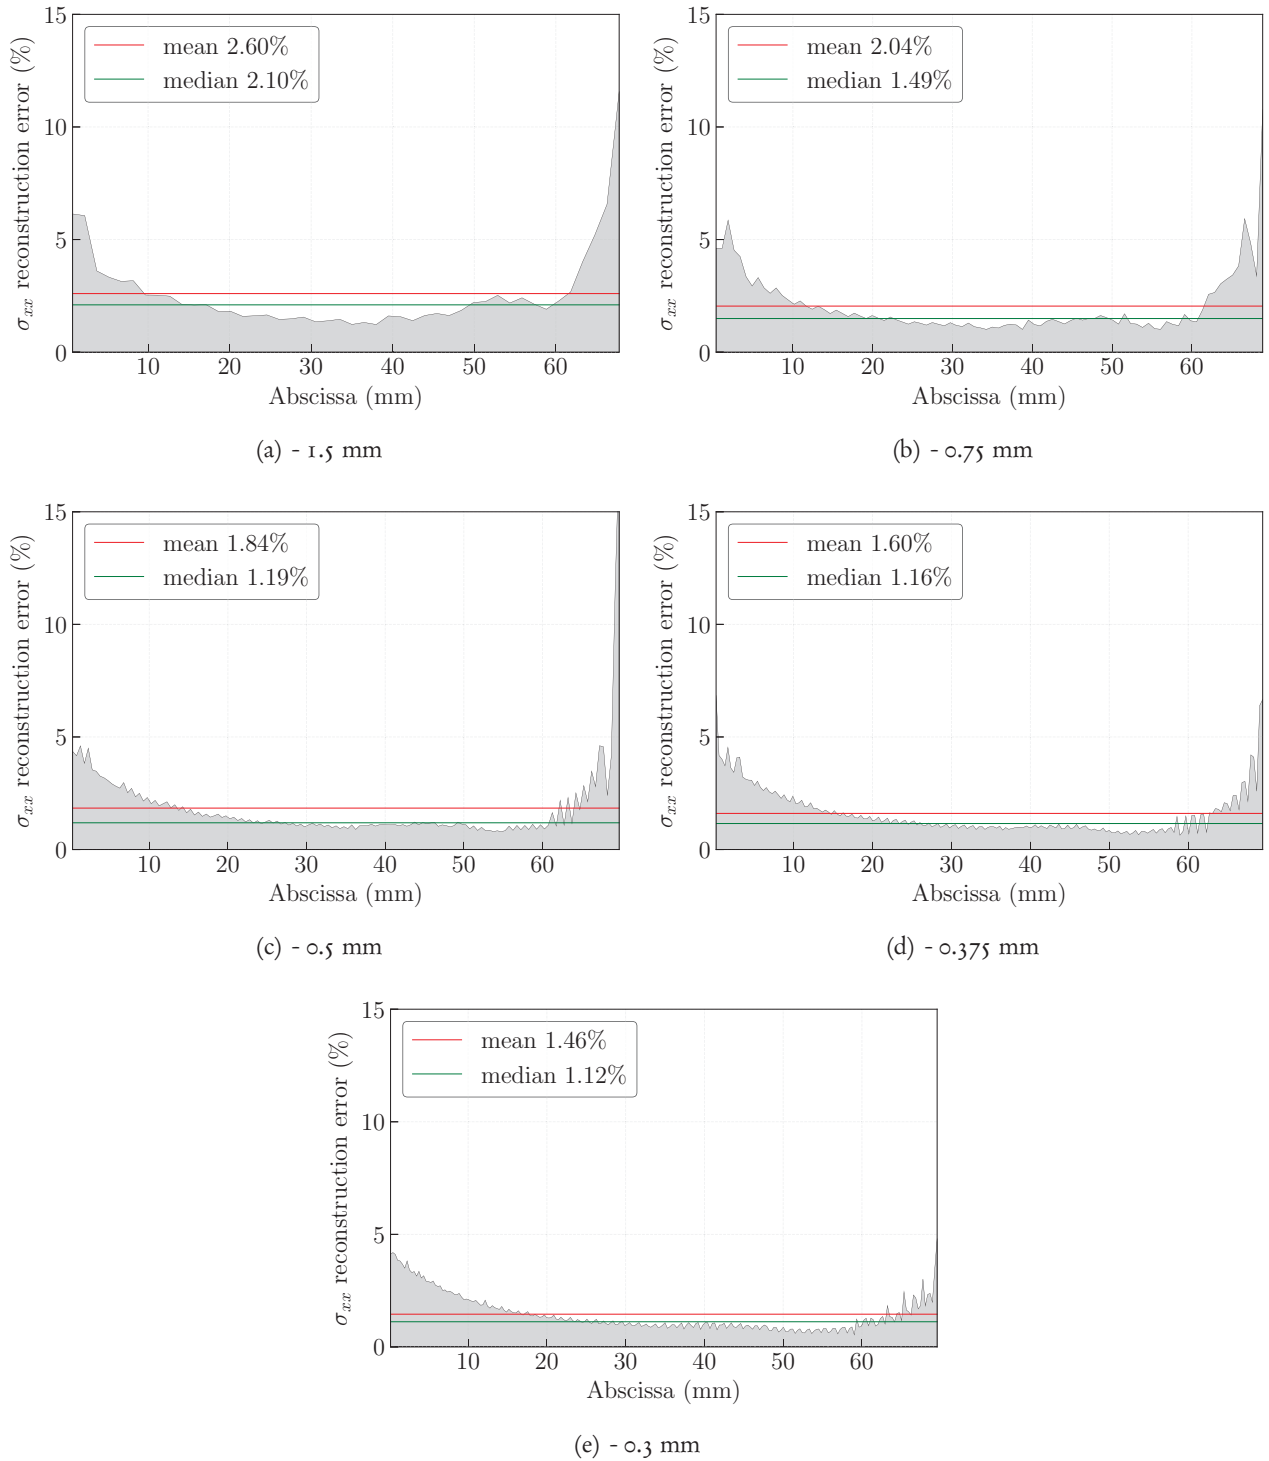 15
10
5
0
σxx reconstruction error (%)
mean 2.60%
median 2.10%
10 20 30 40 50 60
Abscissa (mm)
(a) - 1.5 mm
15
10
5
0
σxx reconstruction error (%)
mean 2.04%
median 1.49%
10 20 30 40 50 60
Abscissa (mm)
(b) - 0.75 mm
15
10
5
0
σxx reconstruction error (%)
mean 1.84%
median 1.19%
10 20 30 40 50 60
Abscissa (mm)
(c) - 0.5 mm
15
10
5
0
σxx reconstruction error (%)
mean 1.60%
median 1.16%
10 20 30 40 50 60
Abscissa (mm)
(d) - 0.375 mm
15
10
5
0
σxx reconstruction error (%)
mean 1.46%
median 1.12%
10 20 30 40 50 60
Abscissa (mm)
(e) - 0.3 mm